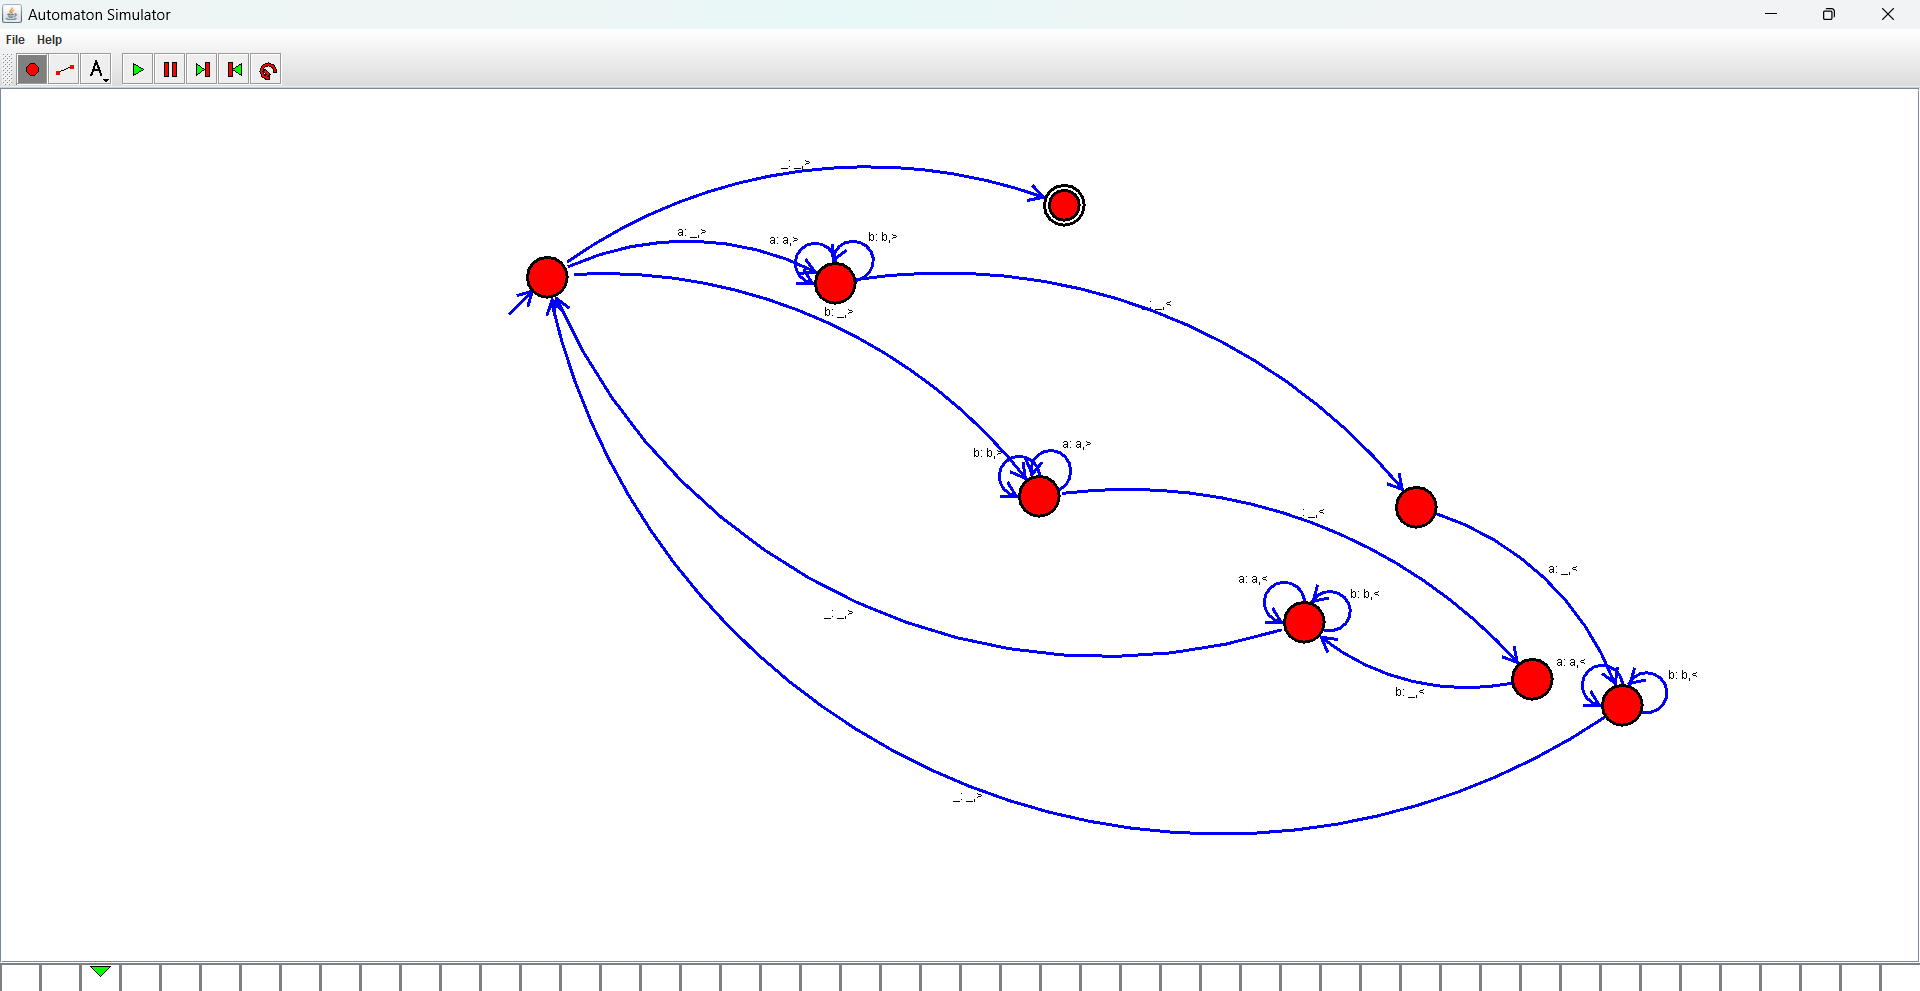 Automaton Simulator
File Help
A
_: _,>
a: _,>
a: a,>
b: b,>
b: _,>
_: _,<
b: b,>
a: a,>
_: _,<
a: _,<
a: a,<
b: b,<
_: _,>
a: a,<
b: b,<
b: _,<
_: _,>